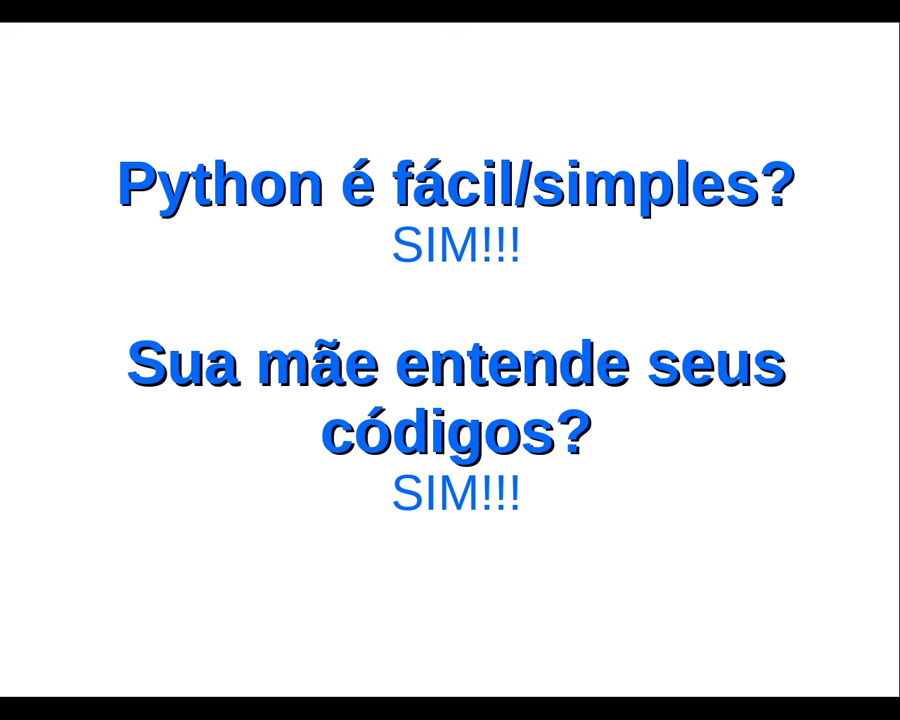 Python é fácil/simples?
SIM!!!
Sua mãe entende seus
códigos?
SIM!!!